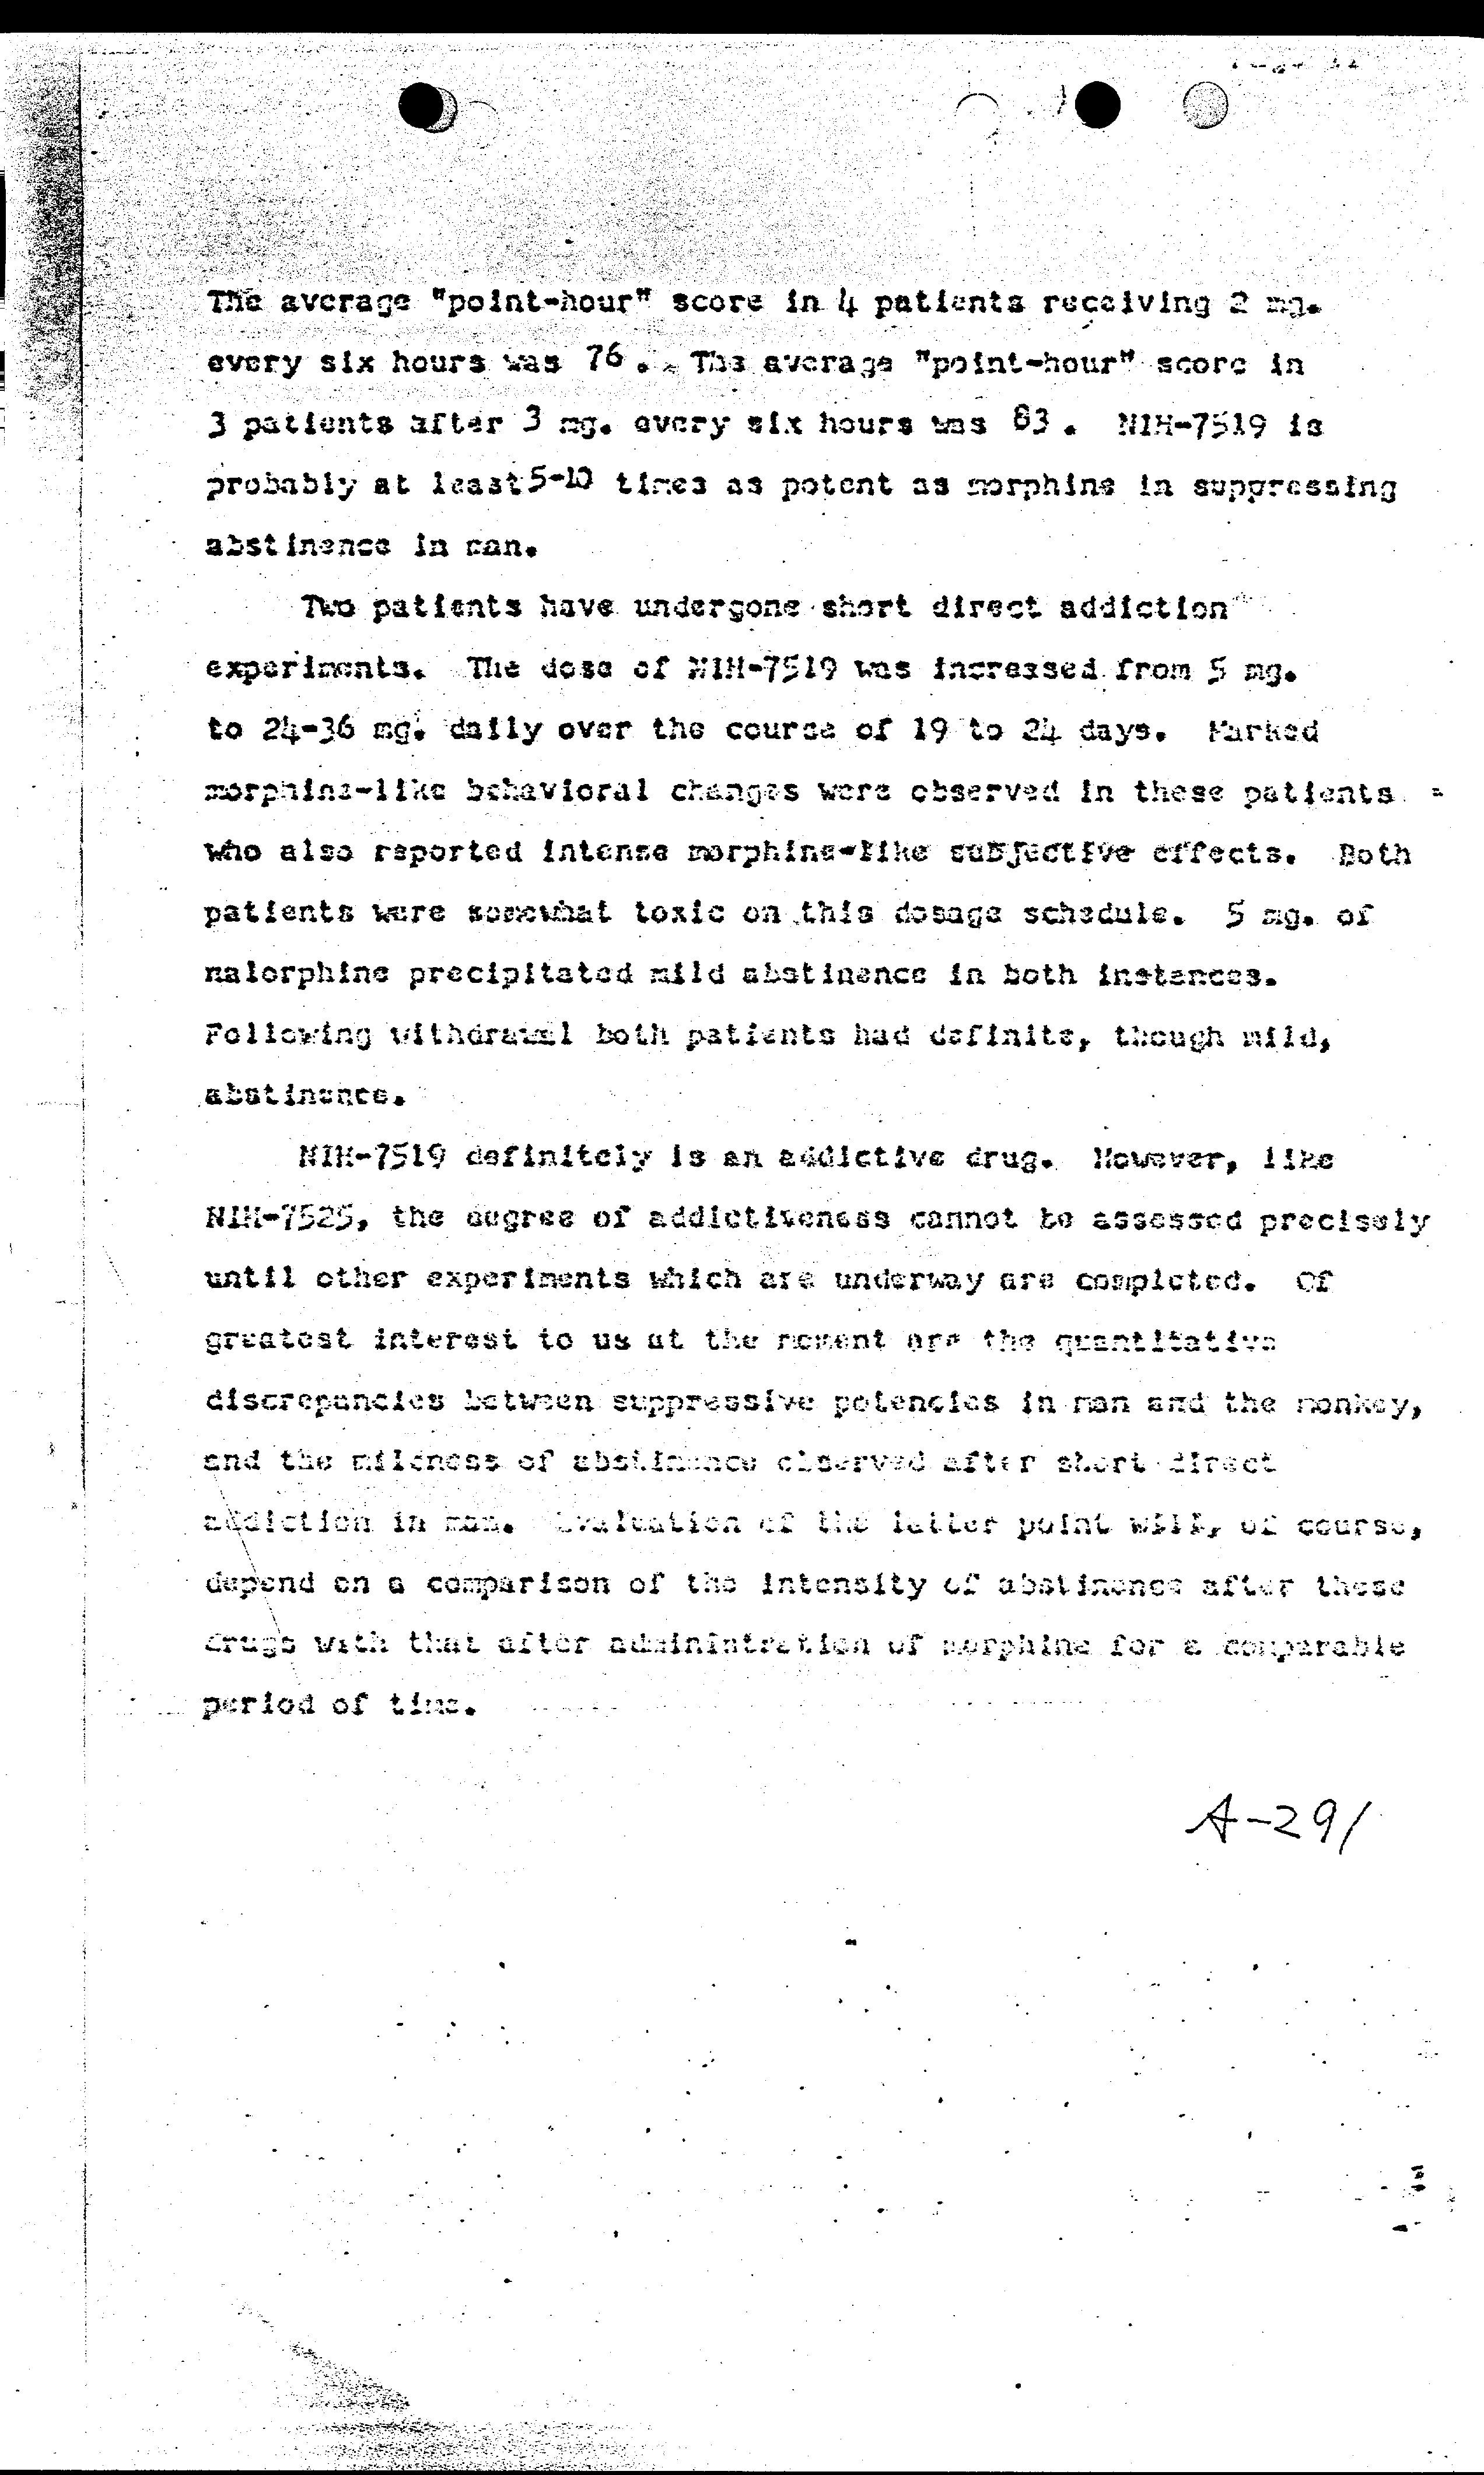 The average "point-hour" score in 4 patients receiving 2 mg.
every six hours was 76. The average "point-hour" score in
3 patients after 3 mg. every six hours was 83. NIH-7519 is
probably at least 5-10 times as potent as morphine in suppressing
abstinence in man.
Two patients have undergone short direct addiction
experiments. The dose of NIH-7519 was increased from 5 mg.
to 24-36 mg. daily over the course of 19 to 24 days. Marked
morphine-like behavioral changes were observed in these patients
who also reported intense morphine-like subjective effects. Both
patients were somewhat toxic on this dosage schedule. 5 mg. of
nalorphine precipitated mild abstinence in both instances.
Following withdrawal both patients had definite, though mild,
abstinence.
NIH-7519 definitely is an addictive drug. However, like
NIH-7525, the degree of addictiveness cannot be assessed precisely
until other experiments which are underway are completed. Of
greatest interest to us at the moment are the quantitative
discrepancies between suppressive potencies in man and the monkey,
and the mildness of abstinence observed after short direct
addiction in man. Evaluation of the latter point will, of course,
depend on a comparison of the intensity of abstinence after these
drugs with that after administration of morphine for a comparable
period of time.
A-291